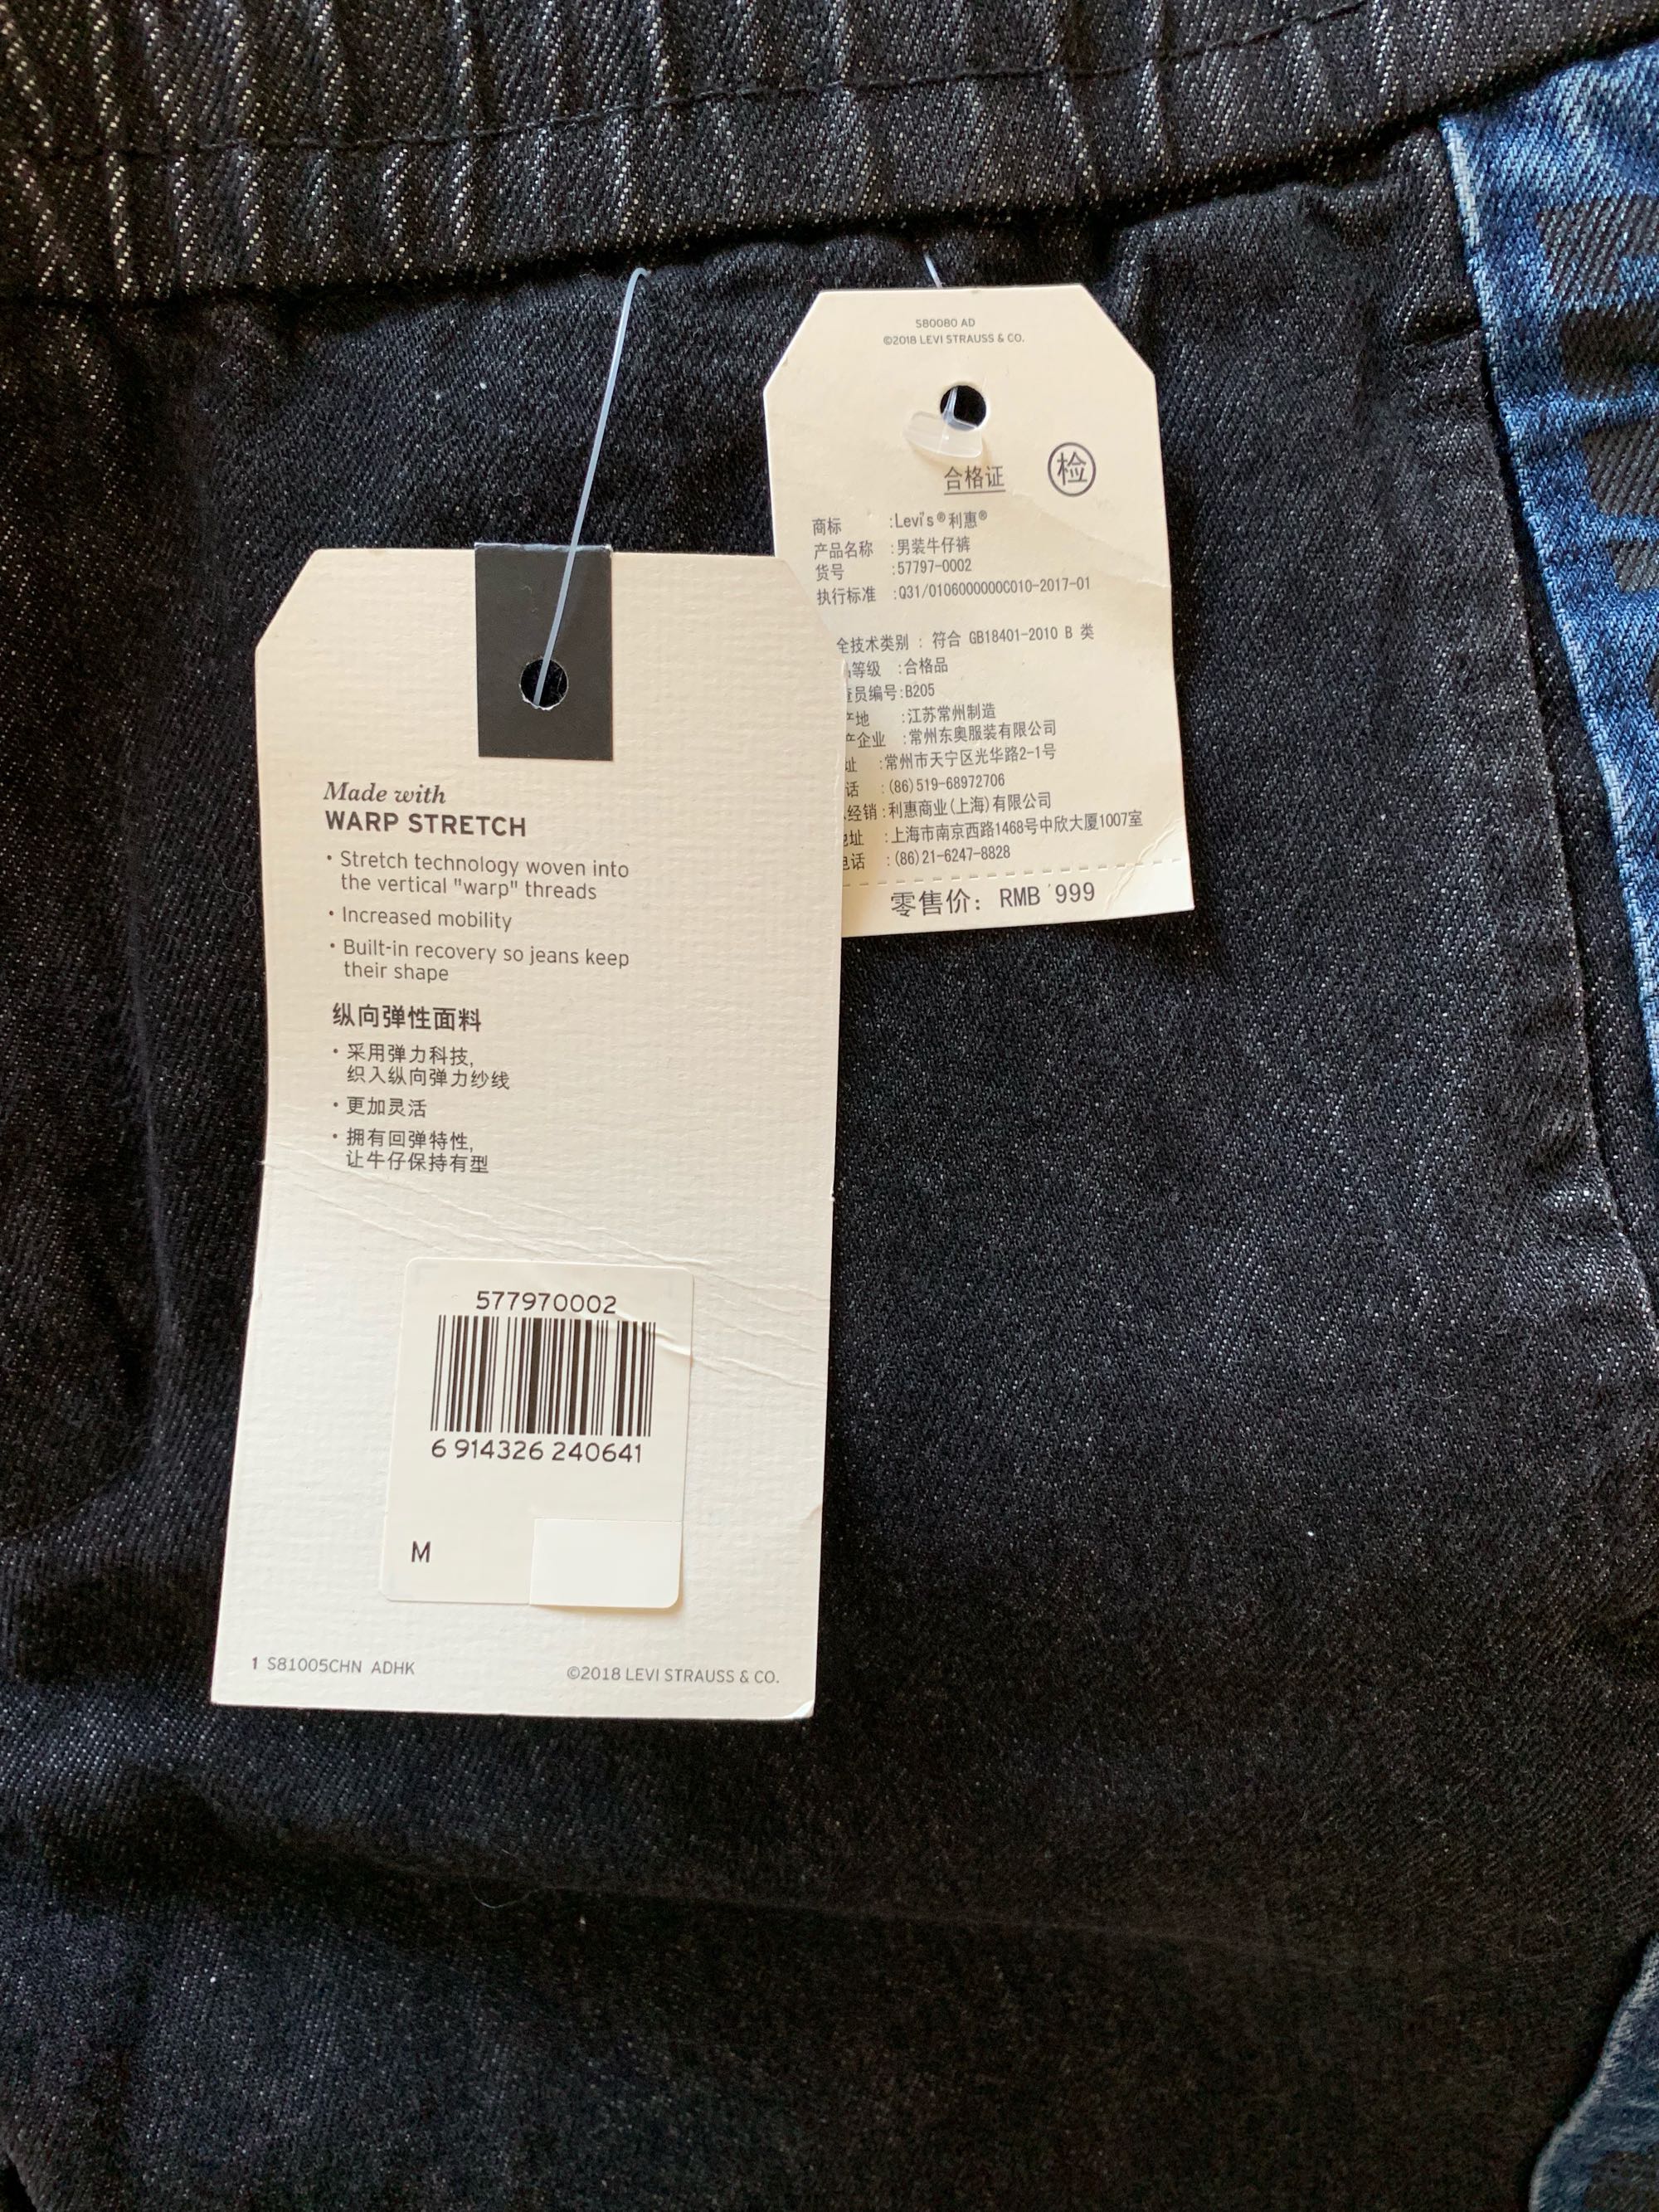 S80080 AD
©2018 LEVI STRAUSS & CO.
合格证 检
商标 :Levi's®利惠®
产品名称 :男装牛仔裤
货号 :57797-0002
执行标准 :Q31/0106000000C010-2017-01
全技术类别 : 符合 GB18401-2010 B 类
等级 :合格品
员编号:B205
产地 :江苏常州制造
产企业 :常州东奥服装有限公司
址 :常州市天宁区光华路2-1号
话 :(86)519-68972706
经销:利惠商业(上海)有限公司
地址 :上海市南京西路1468号中欣大厦1007室
电话 :(86)21-6247-8828
零售价: RMB 999
Made with
WARP STRETCH
• Stretch technology woven into
the vertical "warp" threads
• Increased mobility
• Built-in recovery so jeans keep
their shape
纵向弹性面料
• 采用弹力科技,
织入纵向弹力纱线
• 更加灵活
• 拥有回弹特性,
让牛仔保持有型
577970002
6 914326 240641
M
1 S81005CHN ADHK
©2018 LEVI STRAUSS & CO.